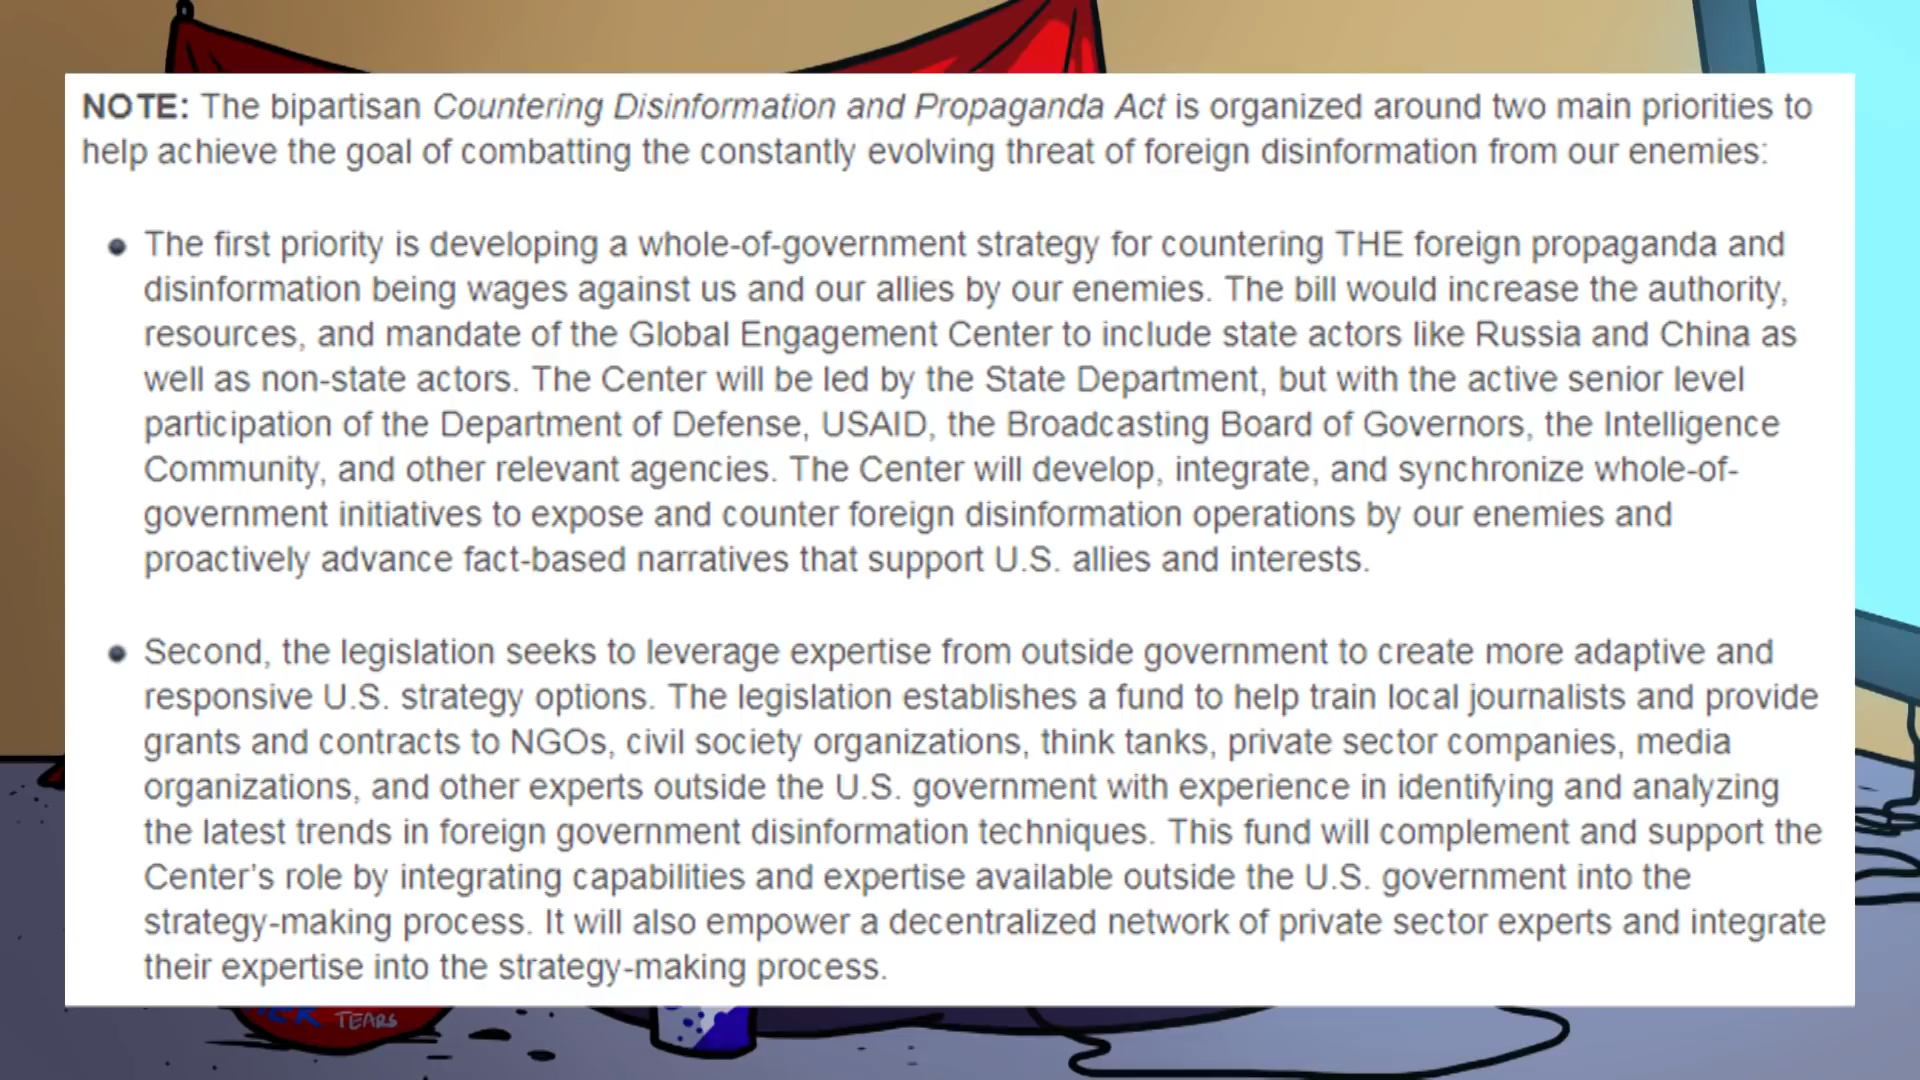 NOTE: The bipartisan Countering Disinformation and Propaganda Act is organized around two main priorities to
help achieve the goal of combatting the constantly evolving threat of foreign disinformation from our enemies:
The first priority is developing a whole-of-government strategy for countering THE foreign propaganda and
disinformation being wages against us and our allies by our enemies. The bill would increase the authority,
resources, and mandate of the Global Engagement Center to include state actors like Russia and China as
well as non-state actors. The Center will be led by the State Department, but with the active senior level
participation of the Department of Defense, USAID, the Broadcasting Board of Governors, the Intelligence
Community, and other relevant agencies. The Center will develop, integrate, and synchronize whole-of-
government initiatives to expose and counter foreign disinformation operations by our enemies and
proactively advance fact-based narratives that support U.S. allies and interests.
Second, the legislation seeks to leverage expertise from outside government to create more adaptive and
responsive U.S. strategy options. The legislation establishes a fund to help train local journalists and provide
grants and contracts to NGOs, civil society organizations, think tanks, private sector companies, media
organizations, and other experts outside the U.S. government with experience in identifying and analyzing
the latest trends in foreign government disinformation techniques. This fund will complement and support the
Center's role by integrating capabilities and expertise available outside the U.S. government into the
strategy-making process. It will also empower a decentralized network of private sector experts and integrate
their expertise into the strategy-making process.
TEARS